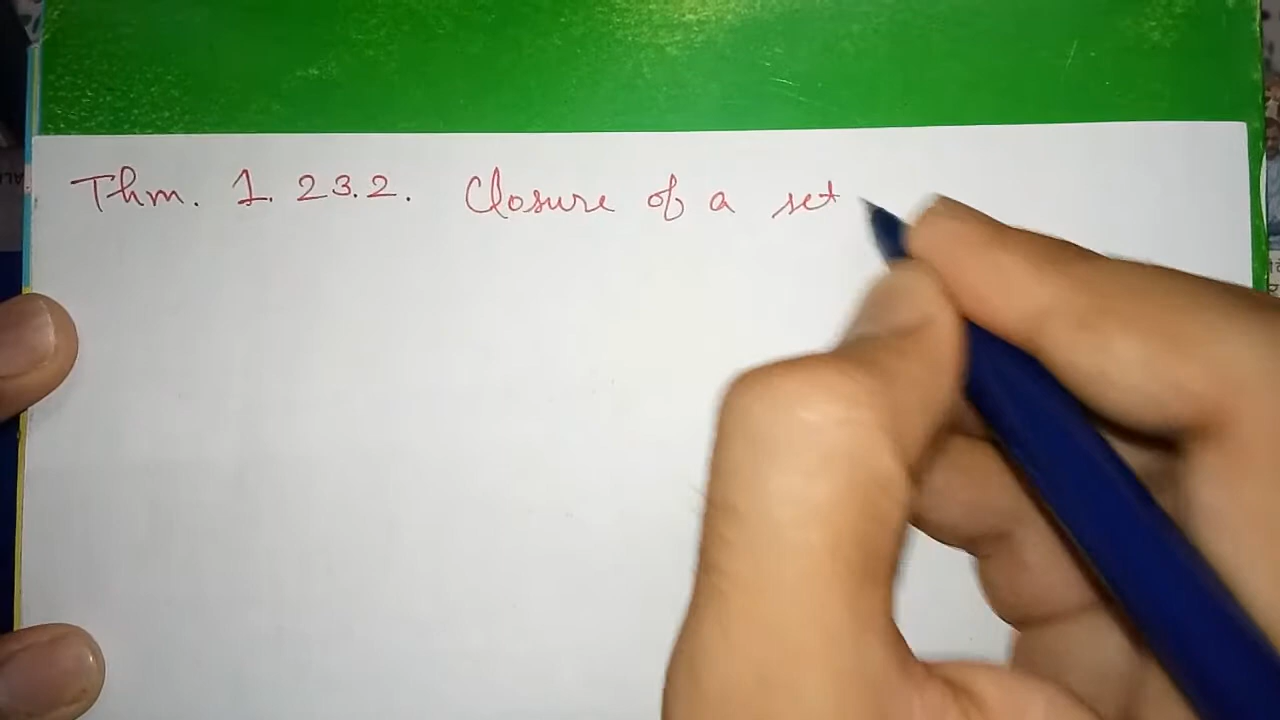 Thm. 1.23.2. Closure of a set